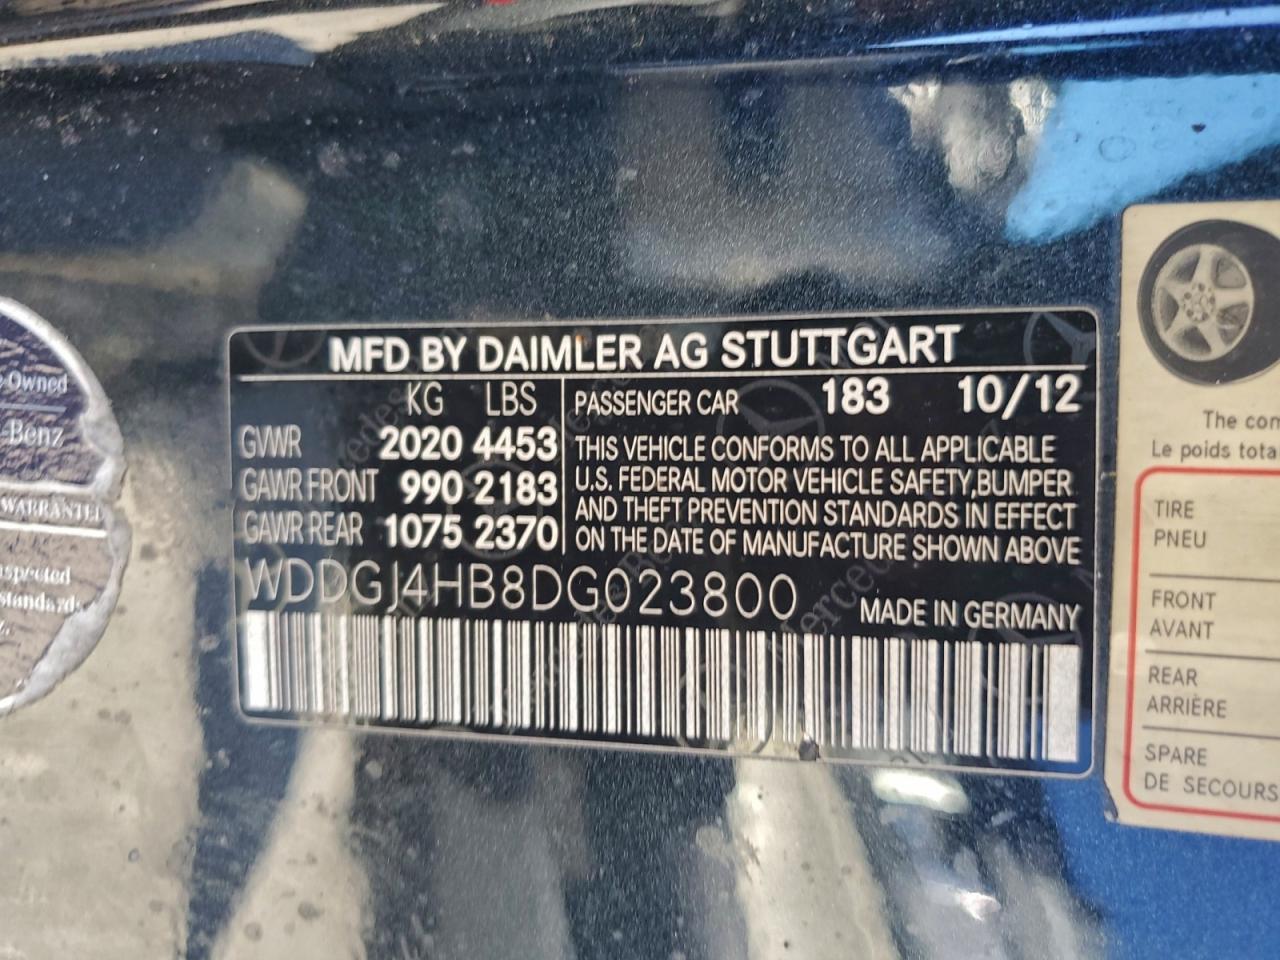 MFD BY DAIMLER AG STUTTGART
KG LBS
GVWR 2020 4453
GAWR FRONT 990 2183
GAWR REAR 1075 2370
PASSENGER CAR 183 10/12
THIS VEHICLE CONFORMS TO ALL APPLICABLE
U.S. FEDERAL MOTOR VEHICLE SAFETY,BUMPER
AND THEFT PREVENTION STANDARDS IN EFFECT
ON THE DATE OF MANUFACTURE SHOWN ABOVE
WDDGJ4HB8DG023800
MADE IN GERMANY
-Owned
-Benz
WARRANTED
nspected
standards
The com
Le poids tota
TIRE
PNEU
FRONT
AVANT
REAR
ARRIÈRE
SPARE
DE SECOURS